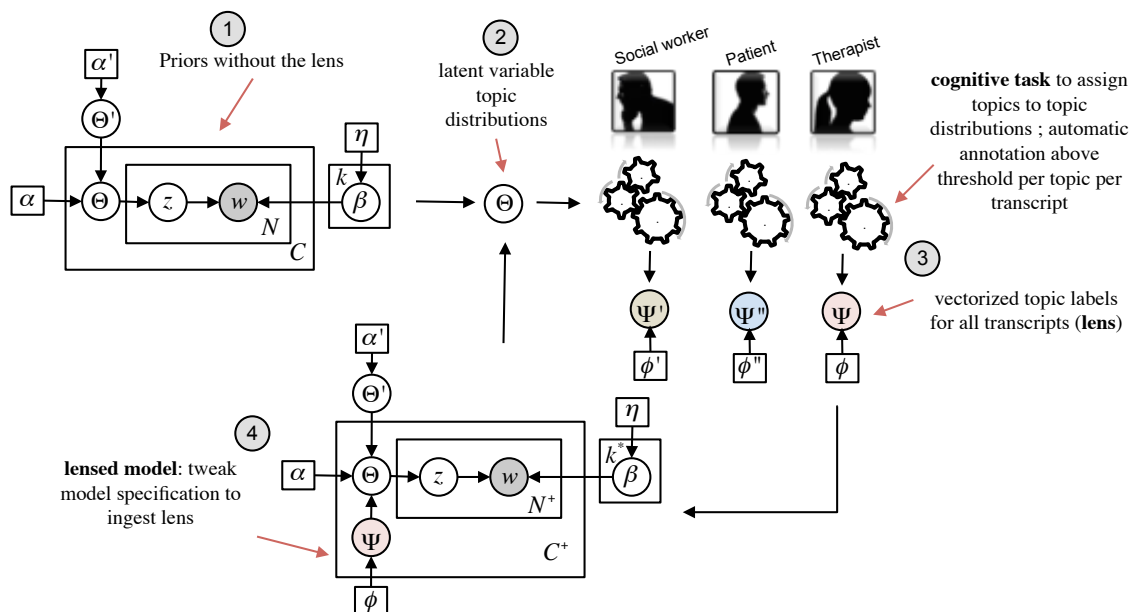 1
Priors without the lens
α'
Θ'
α
Θ
z
w
N
C
η
k
β
2
latent variable
topic
distributions
Θ
Social worker
Patient
Therapist
cognitive task to assign
topics to topic
distributions ; automatic
annotation above
threshold per topic per
transcript
3
vectorized topic labels
for all transcripts (lens)
Ψ'
Ψ"
Ψ
ϕ'
ϕ"
ϕ
4
lensed model: tweak
model specification to
ingest lens
α'
Θ'
α
Θ
z
w
N+
C+
Ψ
ϕ
η
k*
β